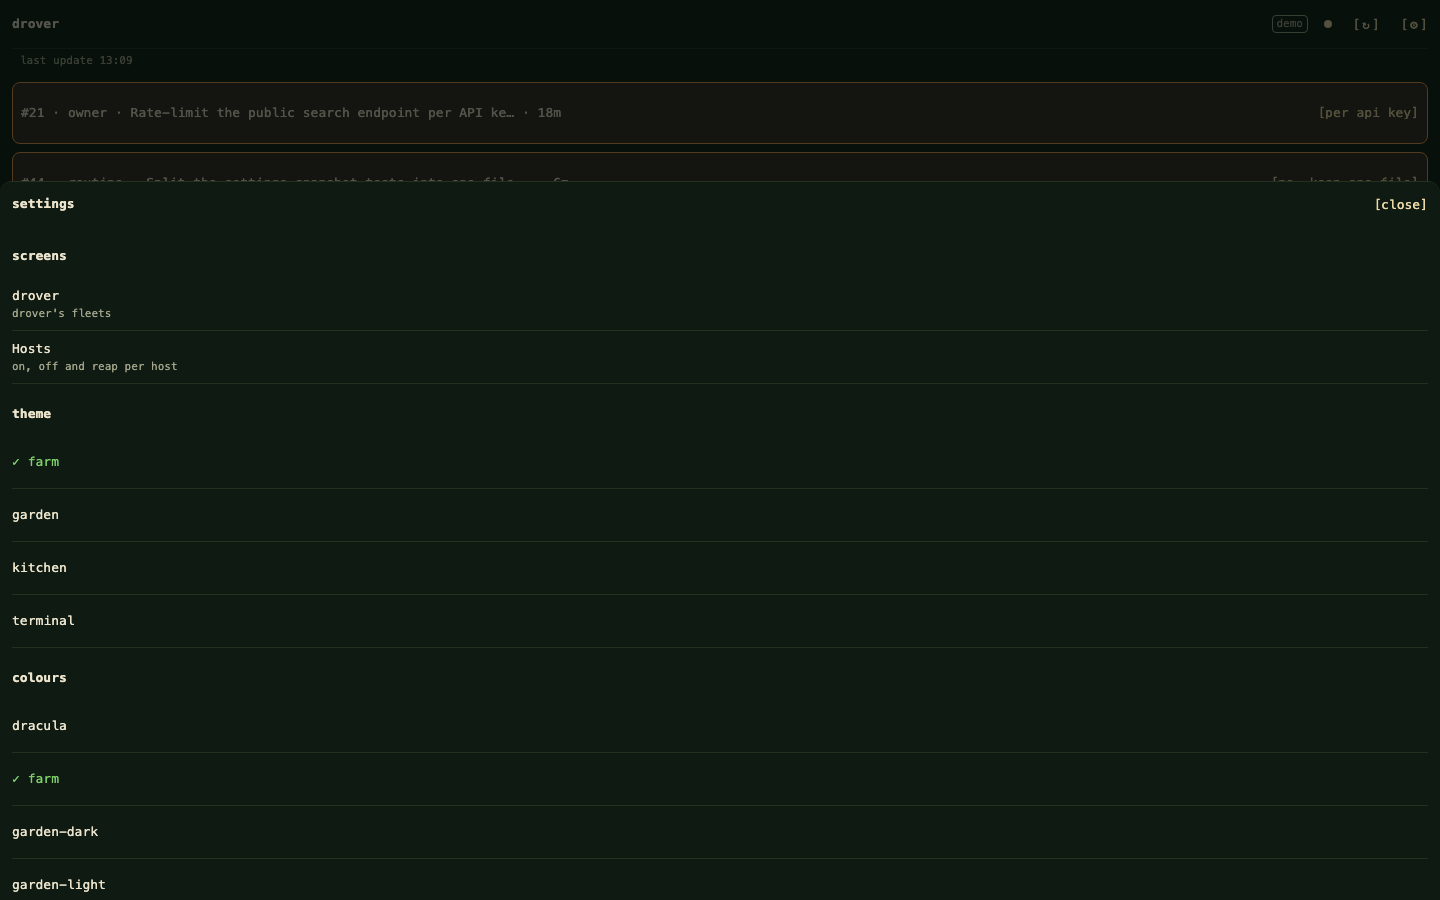 drover
demo
[↻]
[⚙]
last update 13:09
#21 · owner · Rate-limit the public search endpoint per API ke… · 18m
[per api key]
settings
[close]
screens
drover
drover's fleets
Hosts
on, off and reap per host
theme
✓ farm
garden
kitchen
terminal
colours
dracula
✓ farm
garden-dark
garden-light